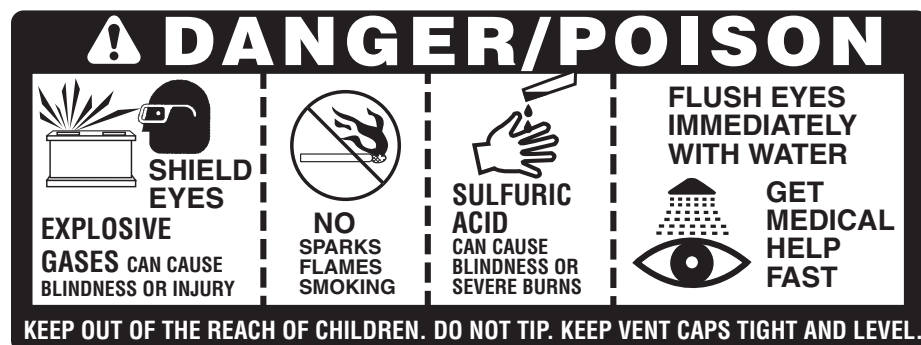 DANGER/POISON
SHIELD
EYES
EXPLOSIVE
GASES CAN CAUSE
BLINDNESS OR INJURY
NO
SPARKS
FLAMES
SMOKING
SULFURIC
ACID
CAN CAUSE
BLINDNESS OR
SEVERE BURNS
FLUSH EYES
IMMEDIATELY
WITH WATER
GET
MEDICAL
HELP
FAST
KEEP OUT OF THE REACH OF CHILDREN. DO NOT TIP. KEEP VENT CAPS TIGHT AND LEVEL.